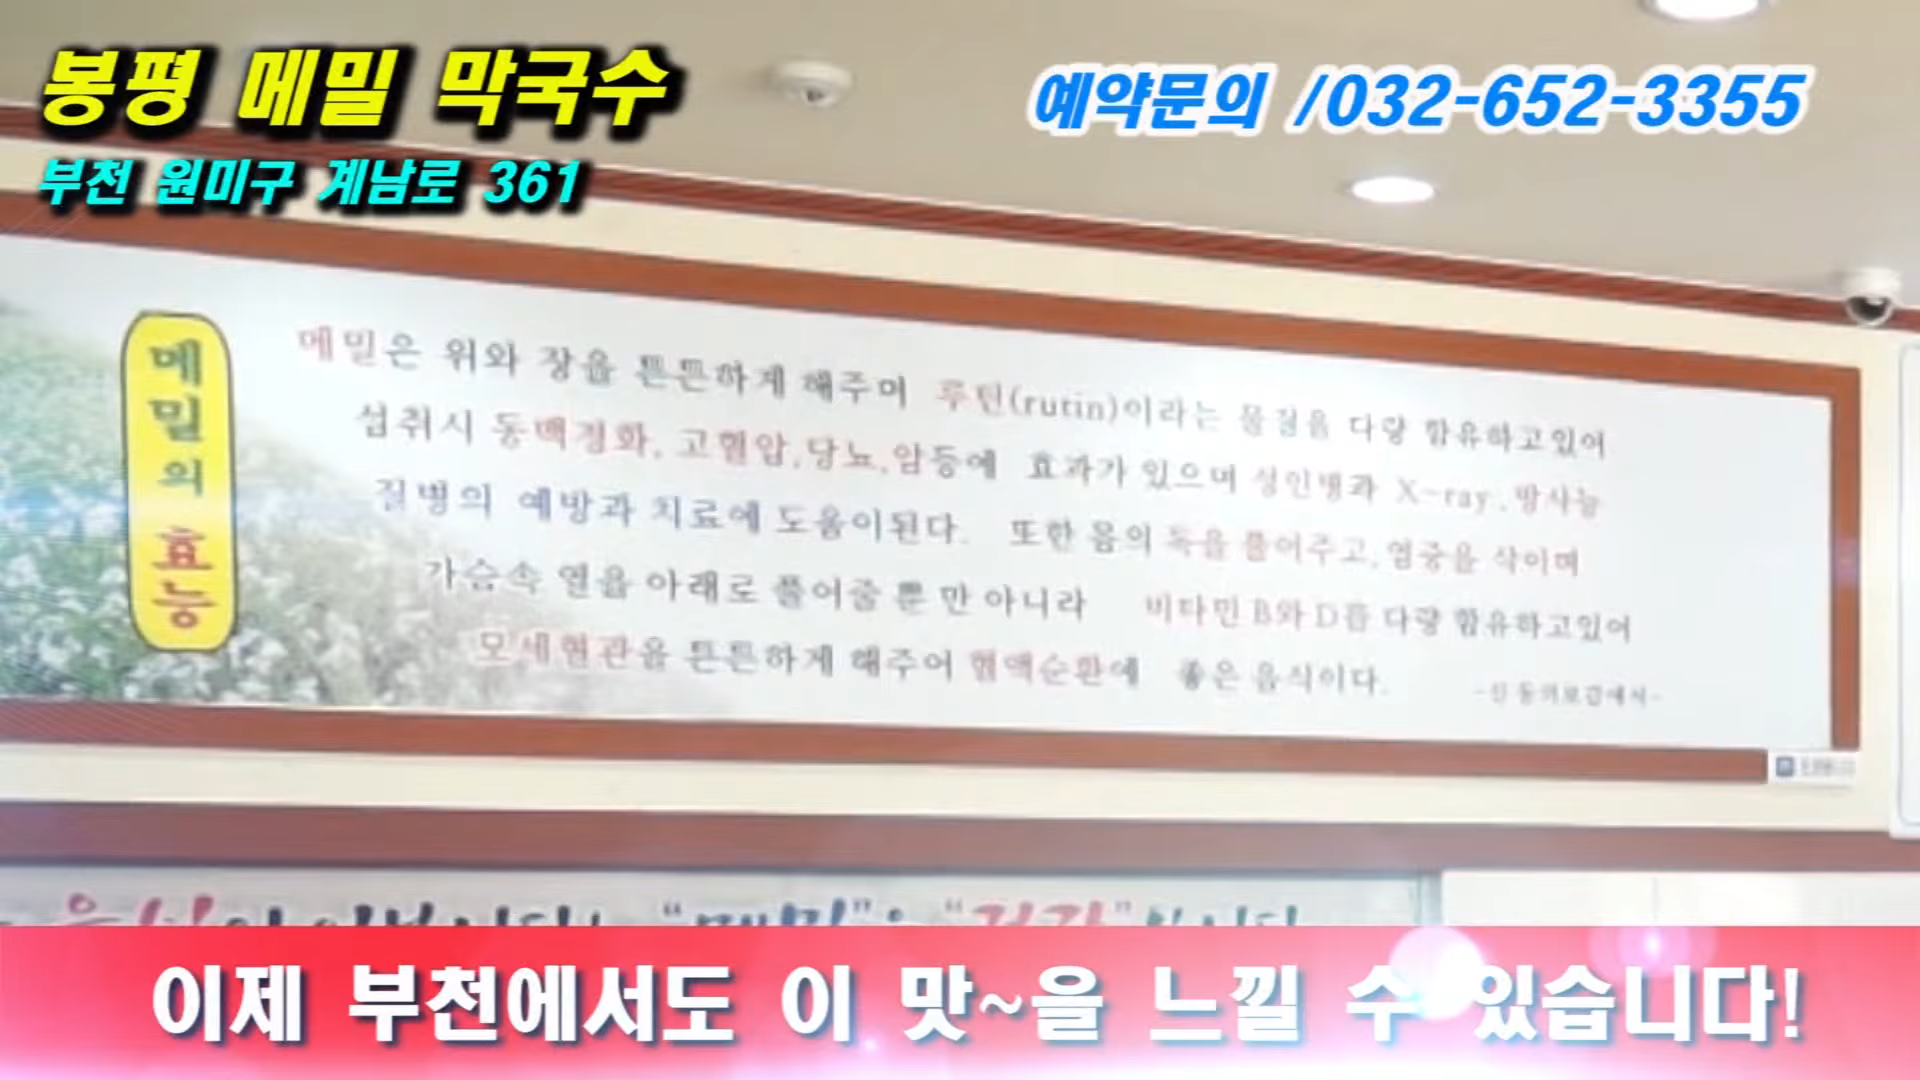 봉평 메밀 막국수
예약문의 /032-652-3355
부천 원미구 계남로 361
메밀의 효능
메밀은 위와 장을 튼튼하게 해주며 루틴(rutin)이라는 물질을 다량 함유하고있어
섭취시 동맥경화, 고혈압,당뇨,암등에 효과가 있으며 성인병과 X-ray,방사능
질병의 예방과 치료에 도움이된다. 또한 몸의 독을 풀어주고,염증을 삭이며
가슴속 열을 아래로 풀어줄 뿐 만 아니라 비타민 B와 D를 다량 함유하고있어
모세혈관을 튼튼하게 해주어 혈액순환에 좋은 음식이다.
-신 동의보감에서-
이제 부천에서도 이 맛~을 느낄 수 있습니다!